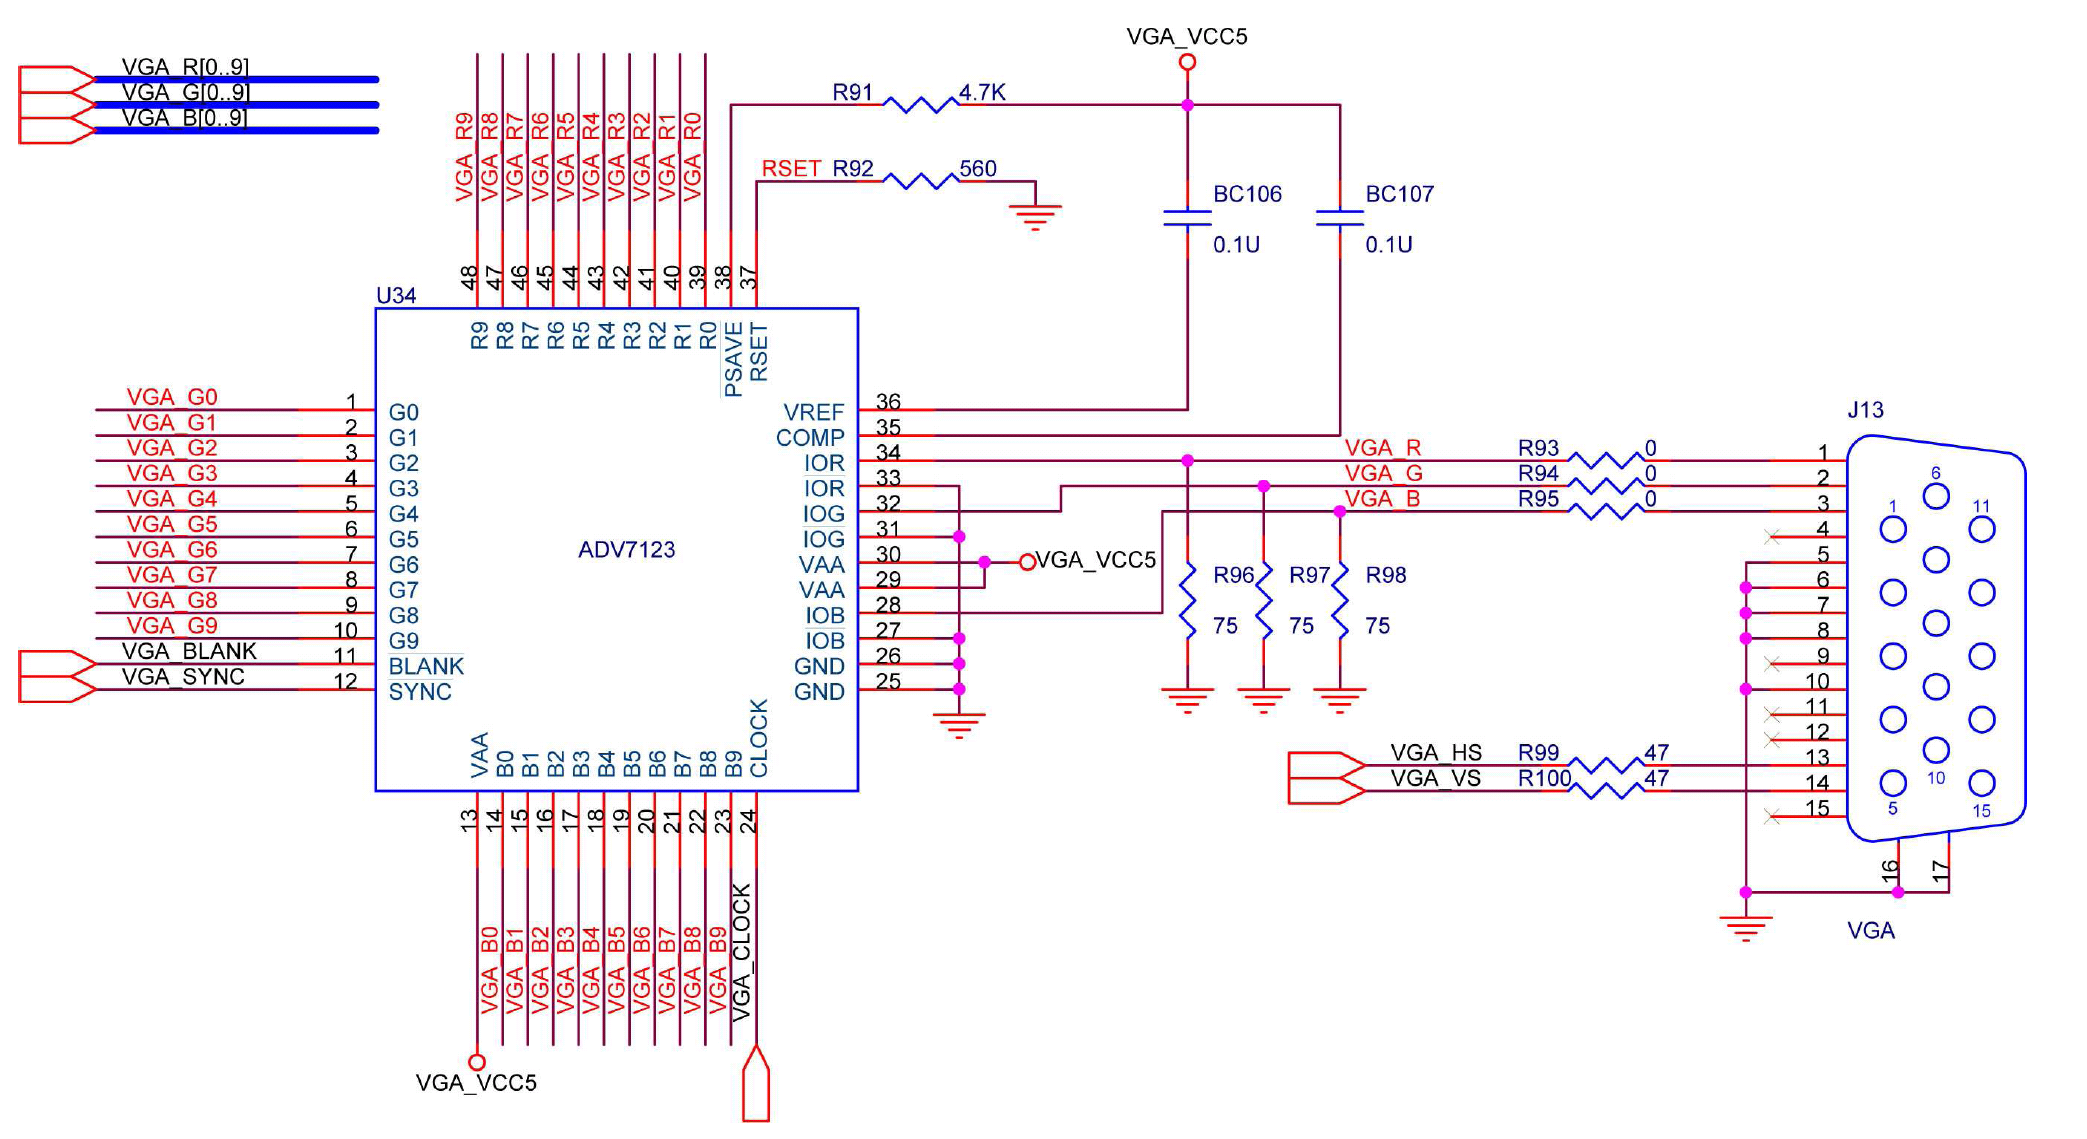 VGA_VCC5
VGA_R[0..9]
VGA_G[0..9]
VGA_B[0..9]
R91 4.7K
RSET R92 560
VGA_R9
VGA_R8
VGA_R7
VGA_R6
VGA_R5
VGA_R4
VGA_R3
VGA_R2
VGA_R1
VGA_R0
BC106
0.1U
BC107
0.1U
48 47 46 45 44 43 42 41 40 39 38 37
U34
R9 R8 R7 R6 R5 R4 R3 R2 R1 R0 PSAVE RSET
VGA_G0 1 G0
VGA_G1 2 G1
VGA_G2 3 G2
VGA_G3 4 G3
VGA_G4 5 G4
VGA_G5 6 G5
VGA_G6 7 G6
VGA_G7 8 G7
VGA_G8 9 G8
VGA_G9 10 G9
VGA_BLANK 11 BLANK
VGA_SYNC 12 SYNC
ADV7123
VREF 36
COMP 35
IOR 34
IOR 33
IOG 32
IOG 31
VAA 30
VAA 29
IOB 28
IOB 27
GND 26
GND 25
VGA_VCC5
VGA_R R93 0
VGA_G R94 0
VGA_B R95 0
R96
75
R97
75
R98
75
VGA_HS R99 47
VGA_VS R100 47
J13
1
2
3
4
5
6
7
8
9
10
11
12
13
14
15
6
1 11
10
5 15
16 17
VGA
VAA B0 B1 B2 B3 B4 B5 B6 B7 B8 B9 CLOCK
13 14 15 16 17 18 19 20 21 22 23 24
VGA_B0
VGA_B1
VGA_B2
VGA_B3
VGA_B4
VGA_B5
VGA_B6
VGA_B7
VGA_B8
VGA_B9
VGA_CLOCK
VGA_VCC5